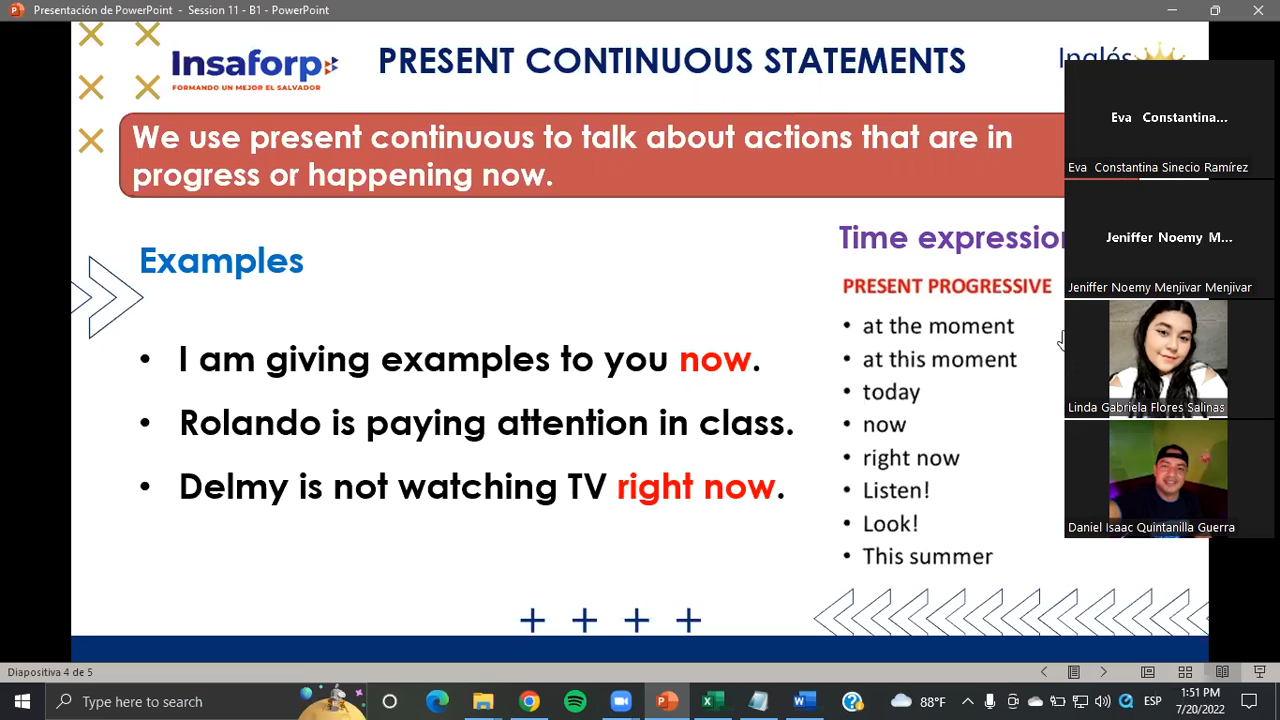 Presentación de PowerPoint - Session 11 - B1 - PowerPoint
Insaforp
FORMANDO UN MEJOR EL SALVADOR
PRESENT CONTINUOUS STATEMENTS
Inglés
We use present continuous to talk about actions that are in
progress or happening now.
Examples
• I am giving examples to you now.
• Rolando is paying attention in class.
• Delmy is not watching TV right now.
Time expression
PRESENT PROGRESSIVE
• at the moment
• at this moment
• today
• now
• right now
• Listen!
• Look!
• This summer
Eva Constantina...
Eva Constantina Sinecio Ramírez
Jeniffer Noemy M...
Jeniffer Noemy Menjivar Menjivar
Linda Gabriela Flores Salinas
Daniel Isaac Quintanilla Guerra
Diapositiva 4 de 5
Type here to search
88°F
ESP
1:51 PM
7/20/2022